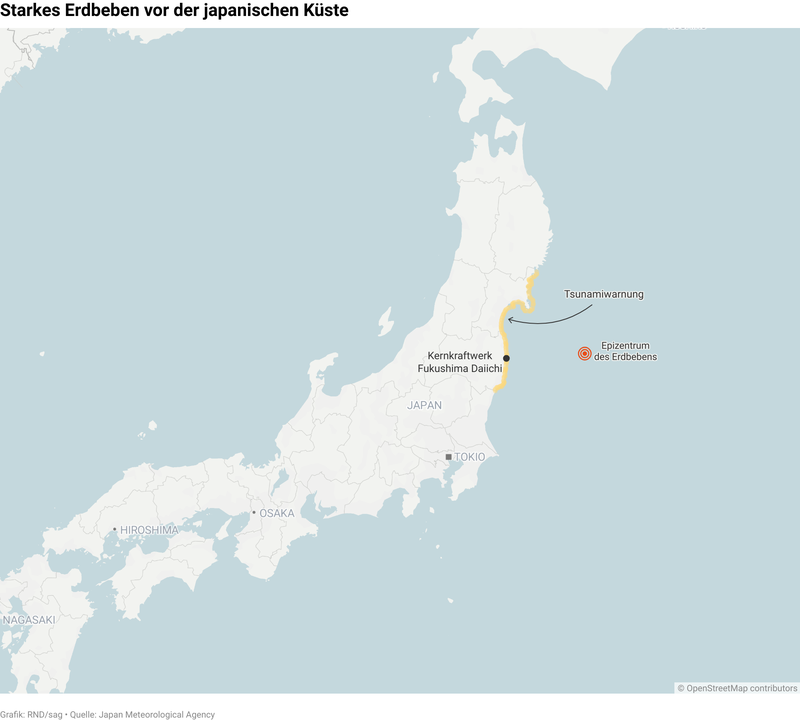 Starkes Erdbeben vor der japanischen Küste
Tsunamiwarnung
Epizentrum
des Erdbebens
Kernkraftwerk
Fukushima Daiichi
JAPAN
TOKIO
OSAKA
HIROSHIMA
NAGASAKI
© OpenStreetMap contributors
Grafik: RND/sag • Quelle: Japan Meteorological Agency